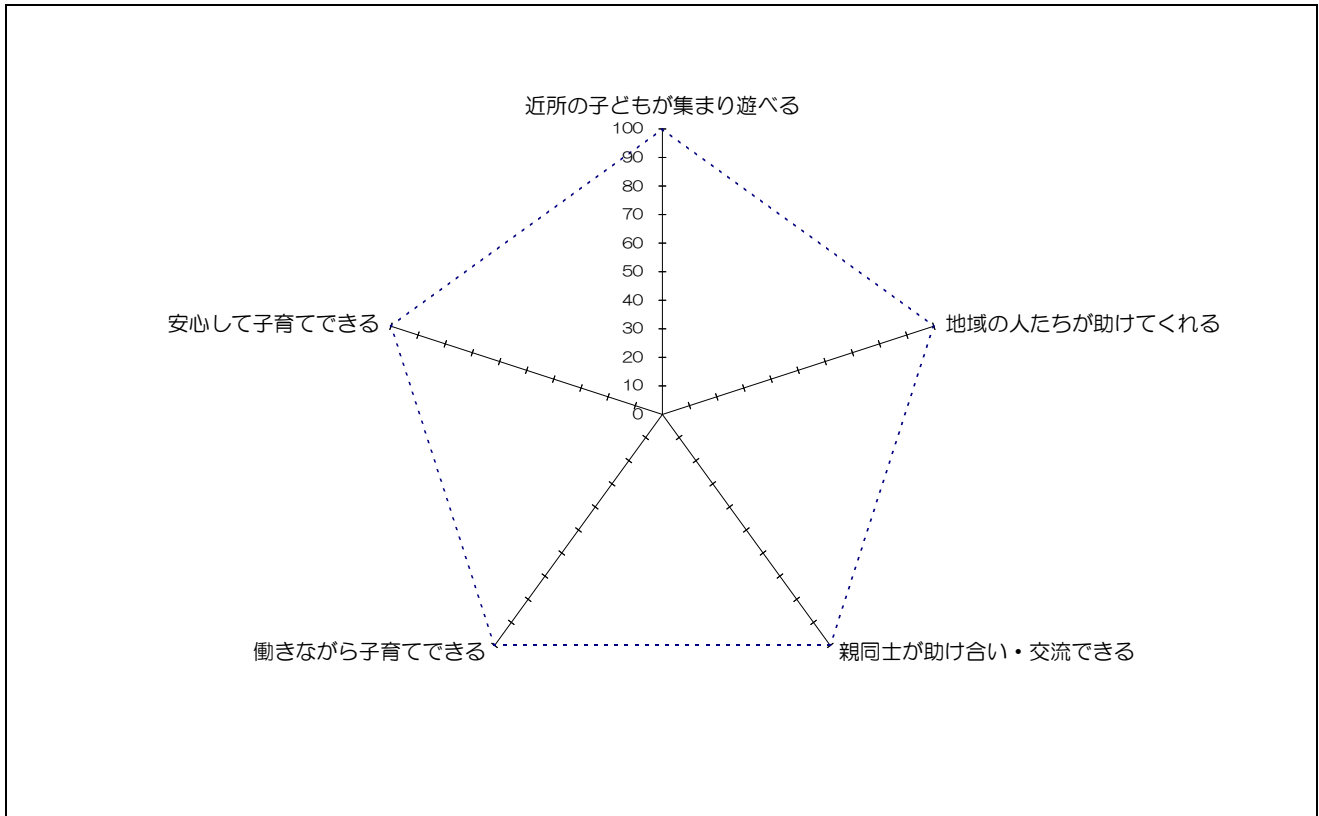 近所の子どもが集まり遊べる
100
90
80
70
60
50
40
30
20
10
0
安心して子育てできる
地域の人たちが助けてくれる
働きながら子育てできる
親同士が助け合い・交流できる